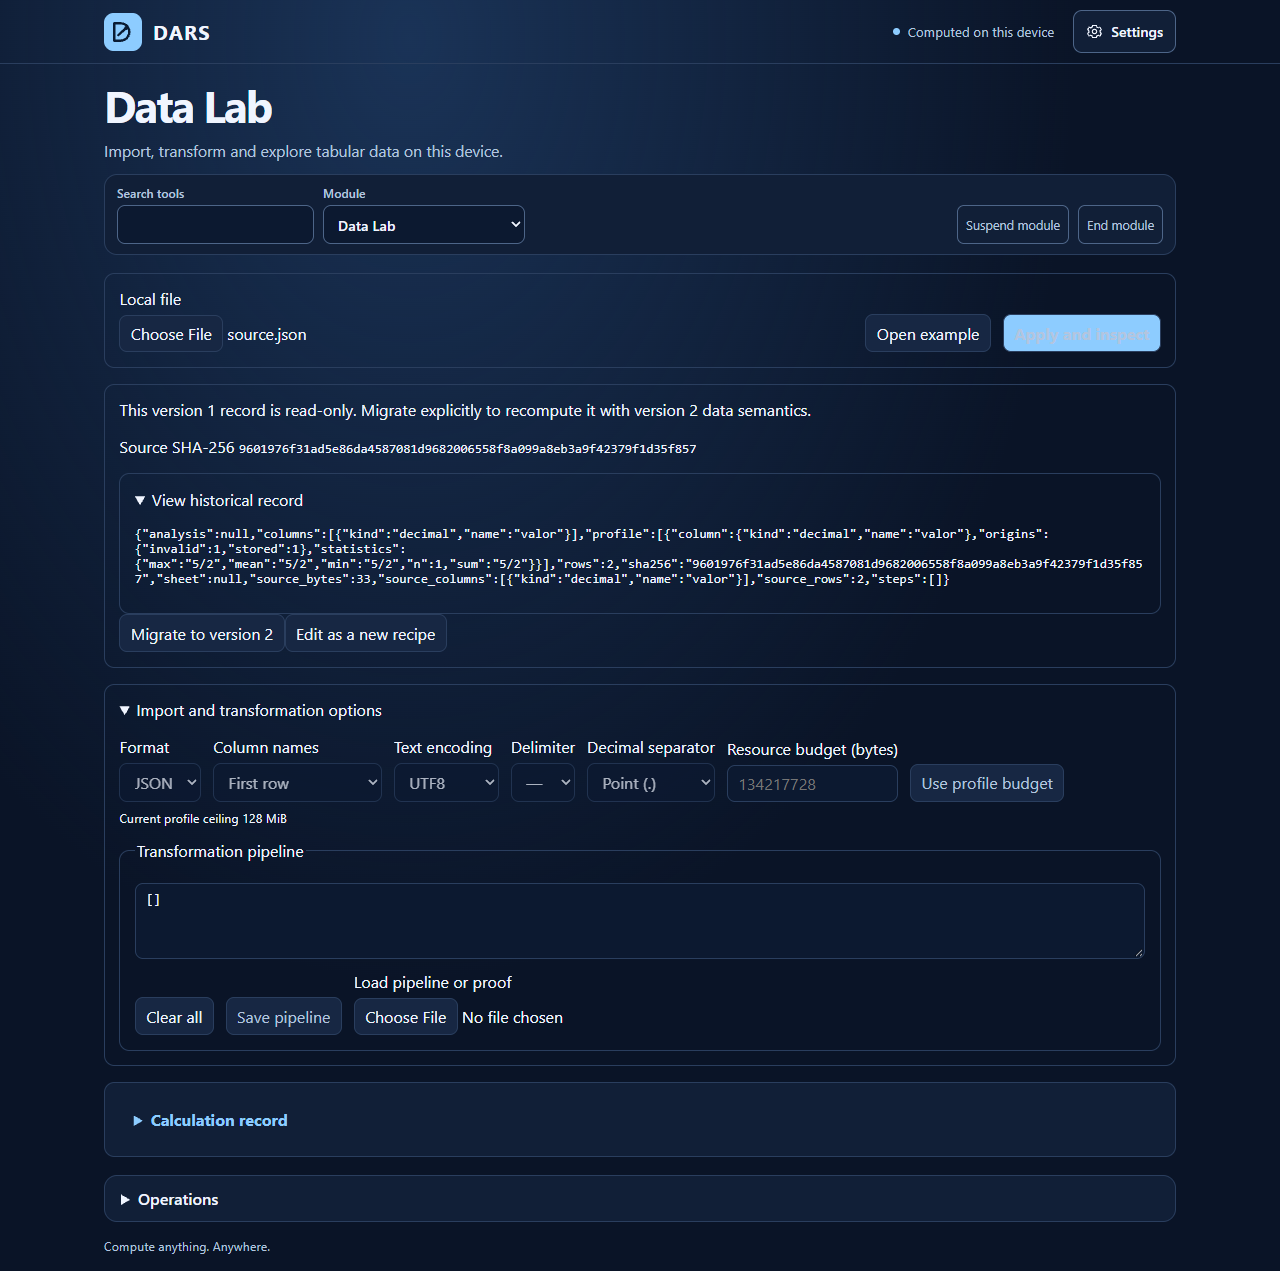 DARS
Computed on this device
Settings
Data Lab
Import, transform and explore tabular data on this device.
Search tools
Module
Data Lab
Suspend module
End module
Local file
Choose File source.json
Open example
Apply and inspect
This version 1 record is read-only. Migrate explicitly to recompute it with version 2 data semantics.
Source SHA-256 9601976f31ad5e86da4587081d9682006558f8a099a8eb3a9f42379f1d35f857
▼ View historical record
{"analysis":null,"columns":[{"kind":"decimal","name":"valor"}],"profile":[{"column":{"kind":"decimal","name":"valor"},"origins":
{"invalid":1,"stored":1},"statistics":
{"max":"5/2","mean":"5/2","min":"5/2","n":1,"sum":"5/2"}}],"rows":2,"sha256":"9601976f31ad5e86da4587081d9682006558f8a099a8eb3a9f42379f1d35f85
7","sheet":null,"source_bytes":33,"source_columns":[{"kind":"decimal","name":"valor"}],"source_rows":2,"steps":[]}
Migrate to version 2
Edit as a new recipe
▼ Import and transformation options
Format
Column names
Text encoding
Delimiter
Decimal separator
Resource budget (bytes)
JSON
First row
UTF8
—
Point (.)
134217728
Use profile budget
Current profile ceiling 128 MiB
Transformation pipeline
[]
Load pipeline or proof
Clear all
Save pipeline
Choose File No file chosen
▶ Calculation record
▶ Operations
Compute anything. Anywhere.